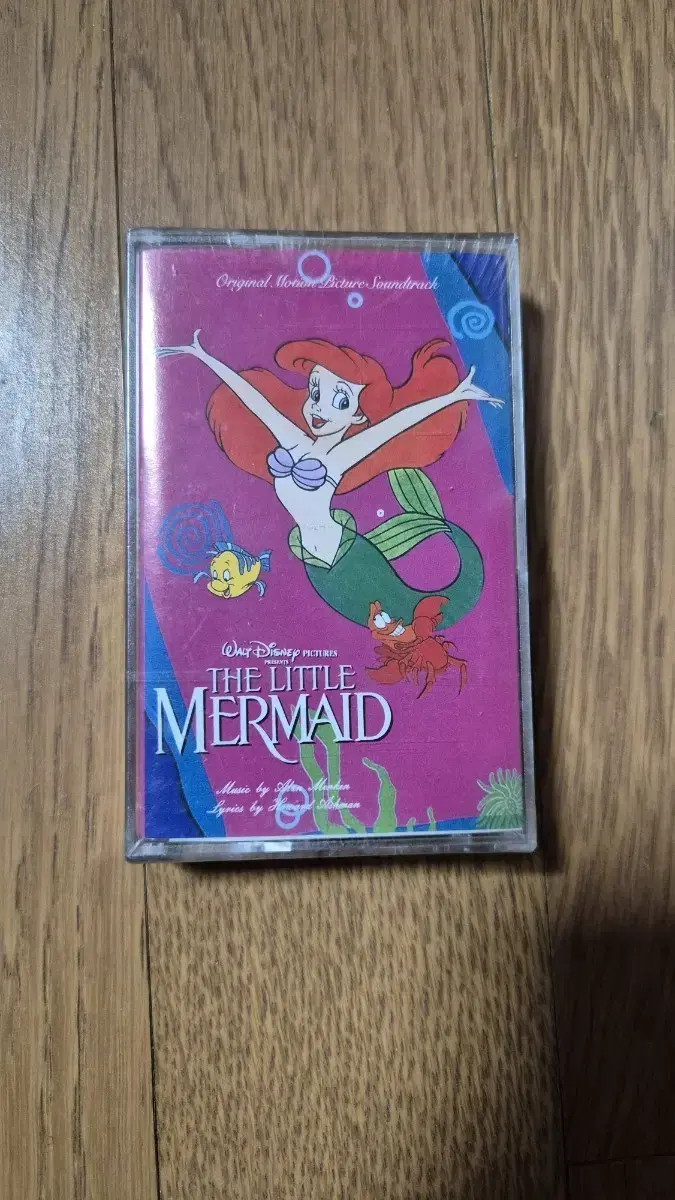 Original Motion Picture Soundtrack
WALT DISNEY PICTURES
PRESENTS
THE LITTLE
MERMAID
Music by Alan Menken
Lyrics by Howard Ashman